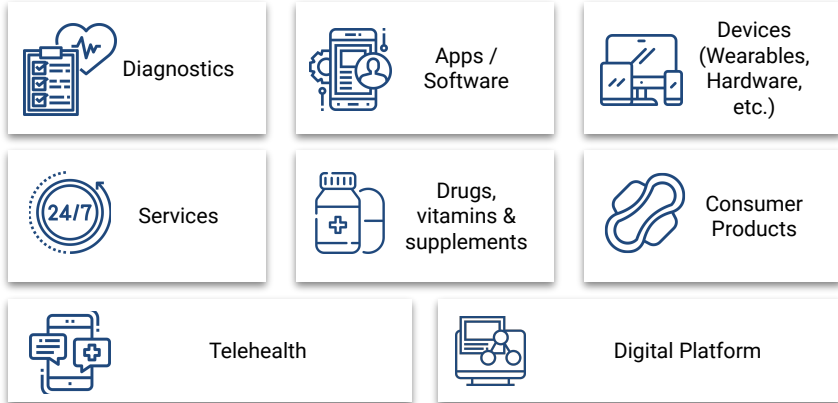 Diagnostics
Apps /
Software
Devices
(Wearables,
Hardware,
etc.)
24/7
Services
Drugs,
vitamins &
supplements
Consumer
Products
Telehealth
Digital Platform